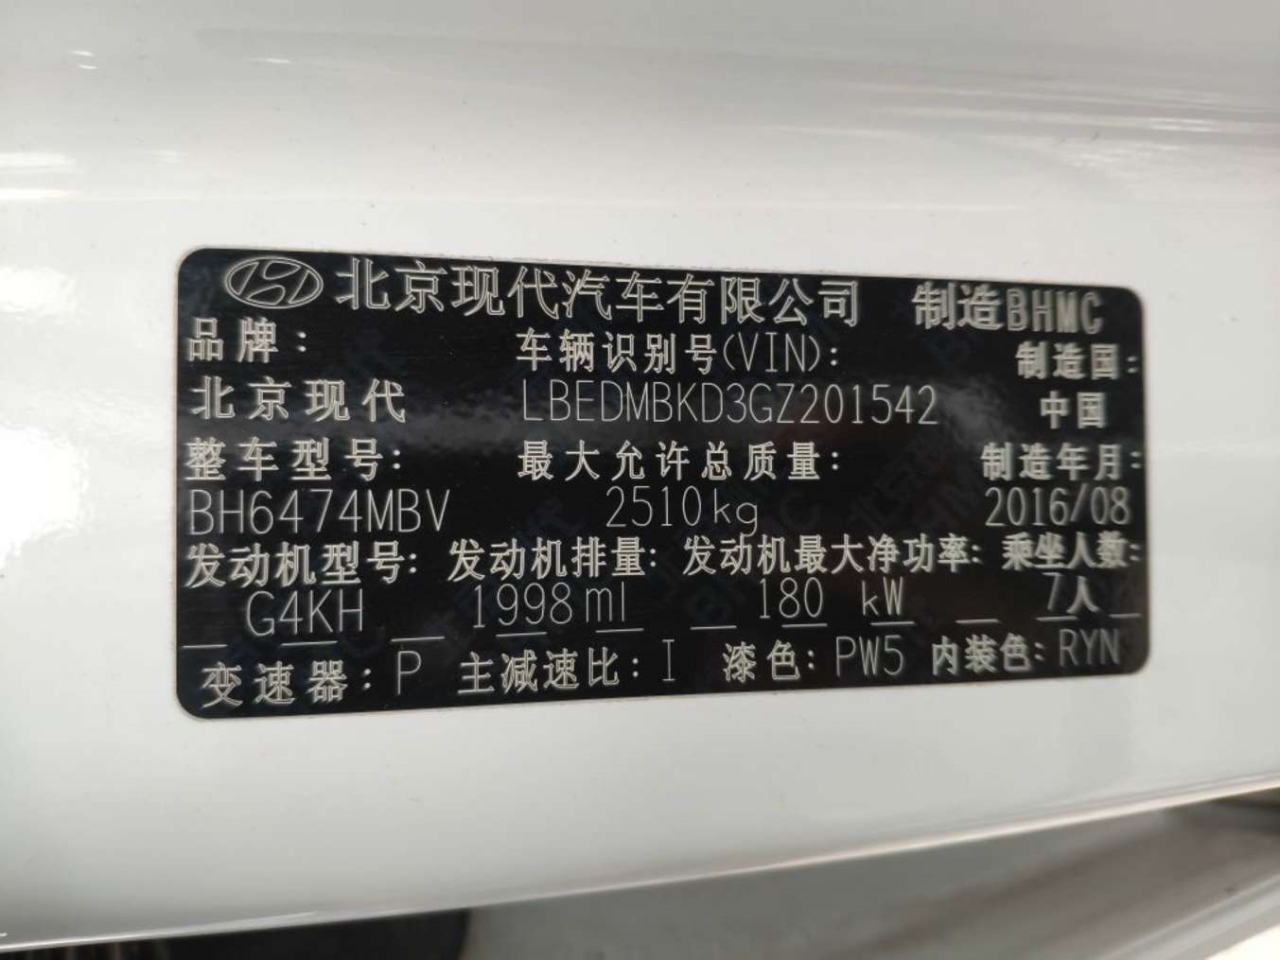 北京现代汽车有限公司 制造BHMC
品牌: 车辆识别号(VIN): 制造国:
北京现代 LBEDMBKD3GZ201542 中国
整车型号: 最大允许总质量: 制造年月:
BH6474MBV 2510kg 2016/08
发动机型号: 发动机排量: 发动机最大净功率: 乘坐人数:
G4KH 1998ml 180 kW 7人
变速器: P 主减速比: I 漆色: PW5 内装色: RYN